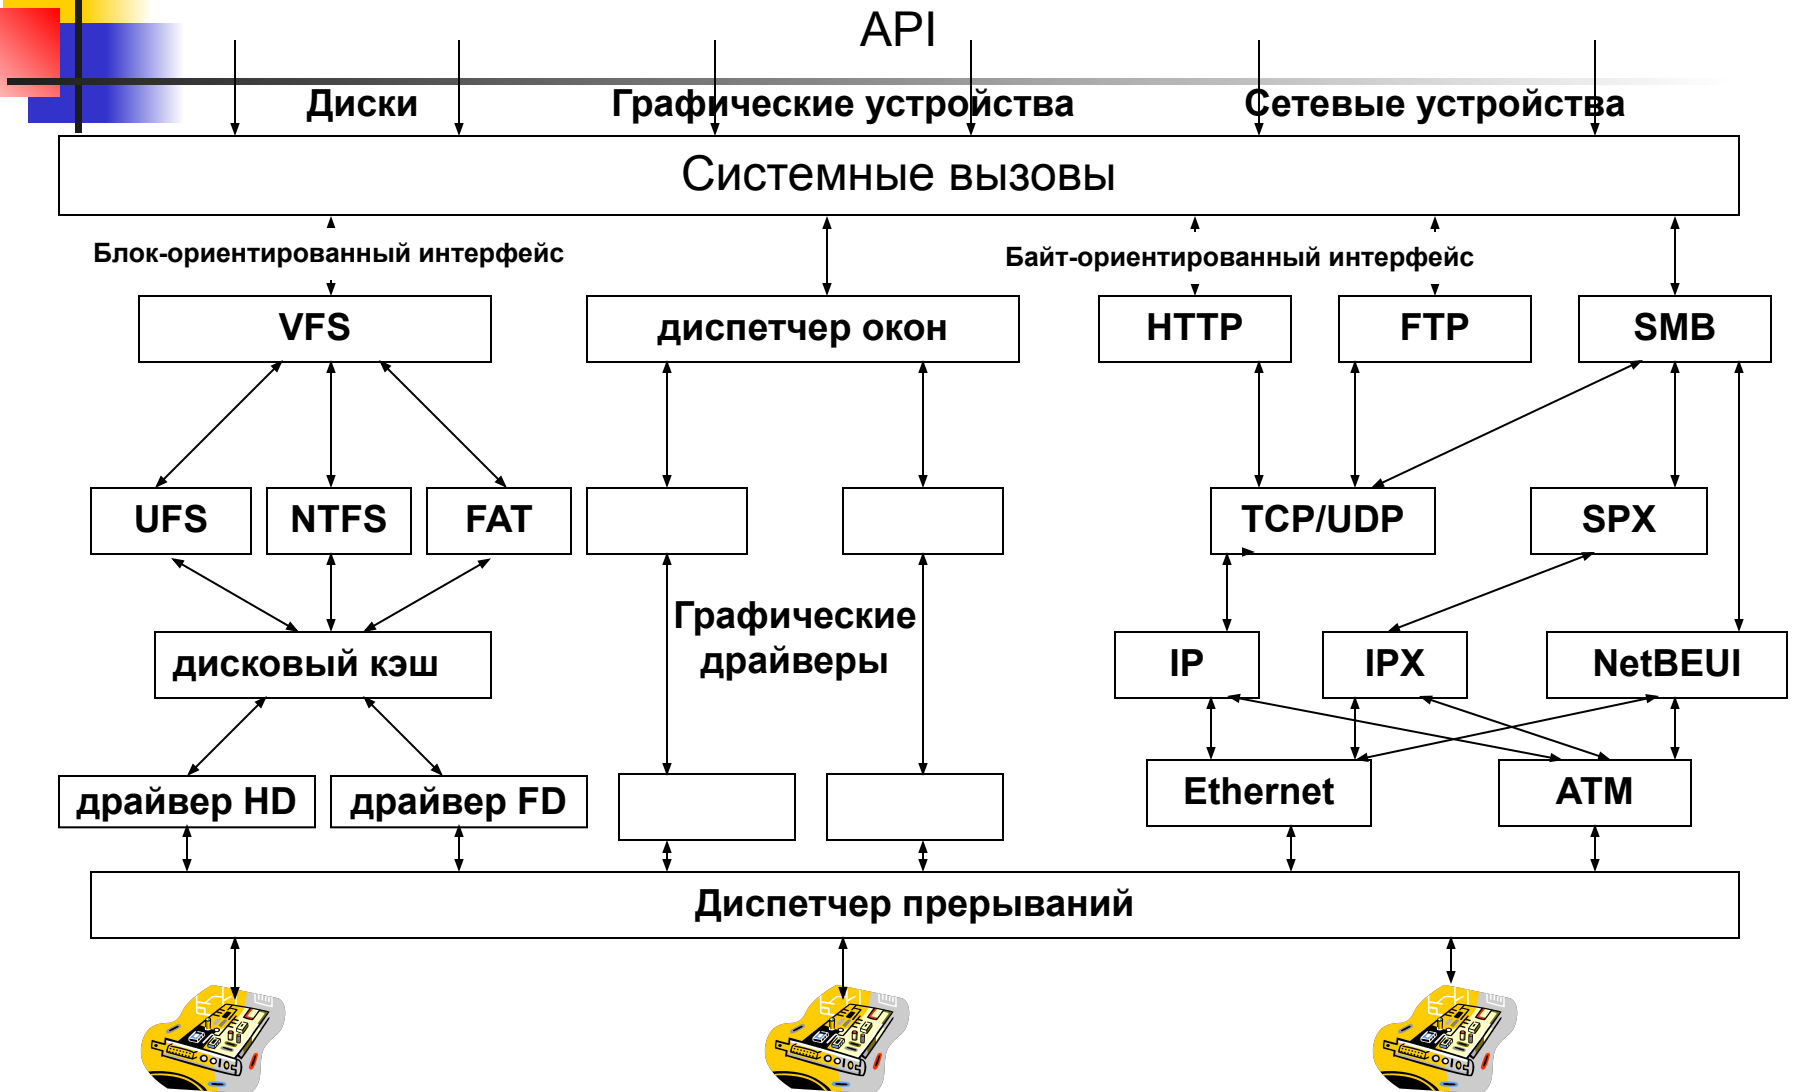 API
Диски
Графические устройства
Сетевые устройства
Системные вызовы
Блок-ориентированный интерфейс
Байт-ориентированный интерфейс
VFS
диспетчер окон
HTTP
FTP
SMB
UFS
NTFS
FAT
TCP/UDP
SPX
Графические
драйверы
дисковый кэш
IP
IPX
NetBEUI
драйвер HD
драйвер FD
Ethernet
ATM
Диспетчер прерываний